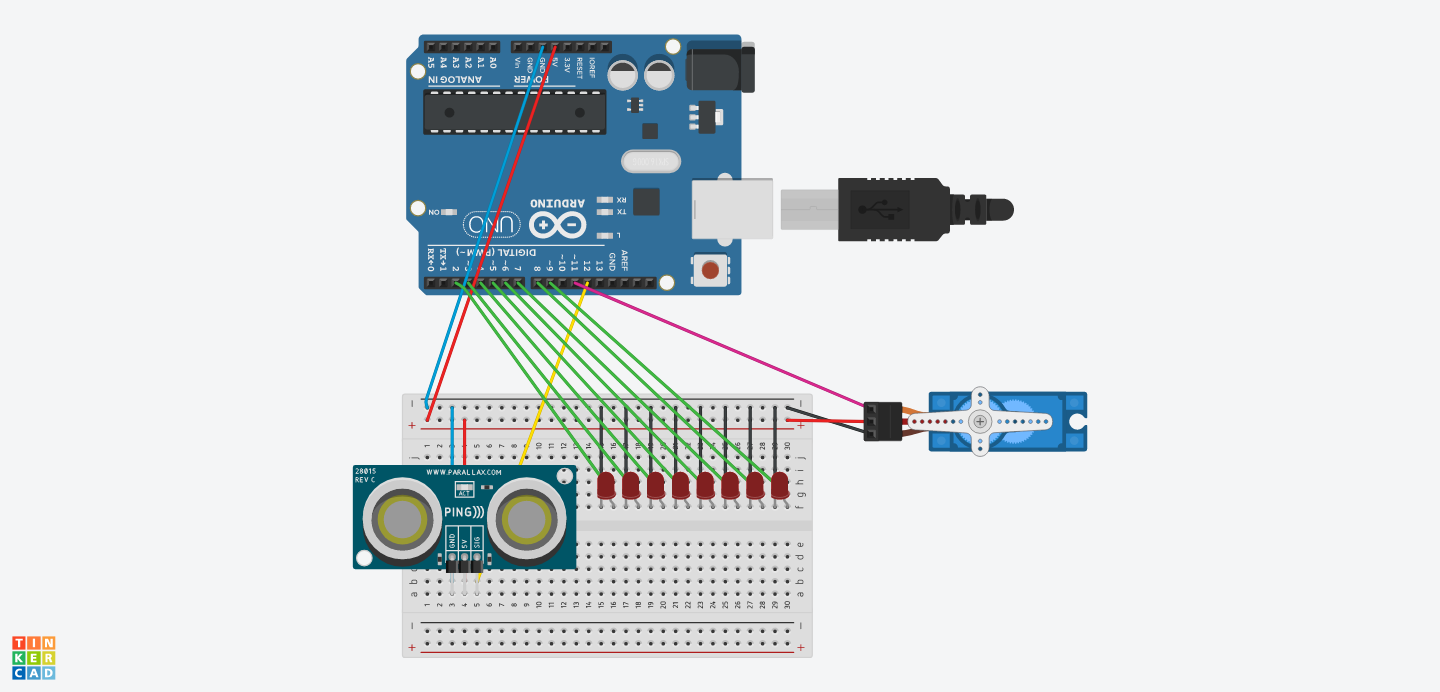 A5 A4 A3 A2 A1 A0
Vin GND GND 5V 3.3V RESET IOREF
ANALOG IN
POWER
ON
UNO
ARDUINO
RX
TX
L
DIGITAL (PWM~)
RX←0 TX→1 2 ~3 4 ~5 ~6 7 8 ~9 ~10 ~11 12 13 GND AREF
28015
REV C
WWW.PARALLAX.COM
ACT
PING)))
GND 5V SIG
− −
+ +
1 2 3 4 5 6 7 8 9 10 11 12 13 14 15 16 17 18 19 20 21 22 23 24 25 26 27 28 29 30
j j
i
h
g
f
e
d
c c
b b
a a
1 2 3 4 5 6 7 8 9 10 11 12 13 14 15 16 17 18 19 20 21 22 23 24 25 26 27 28 29 30
− −
+ +
TIN
KER
CAD